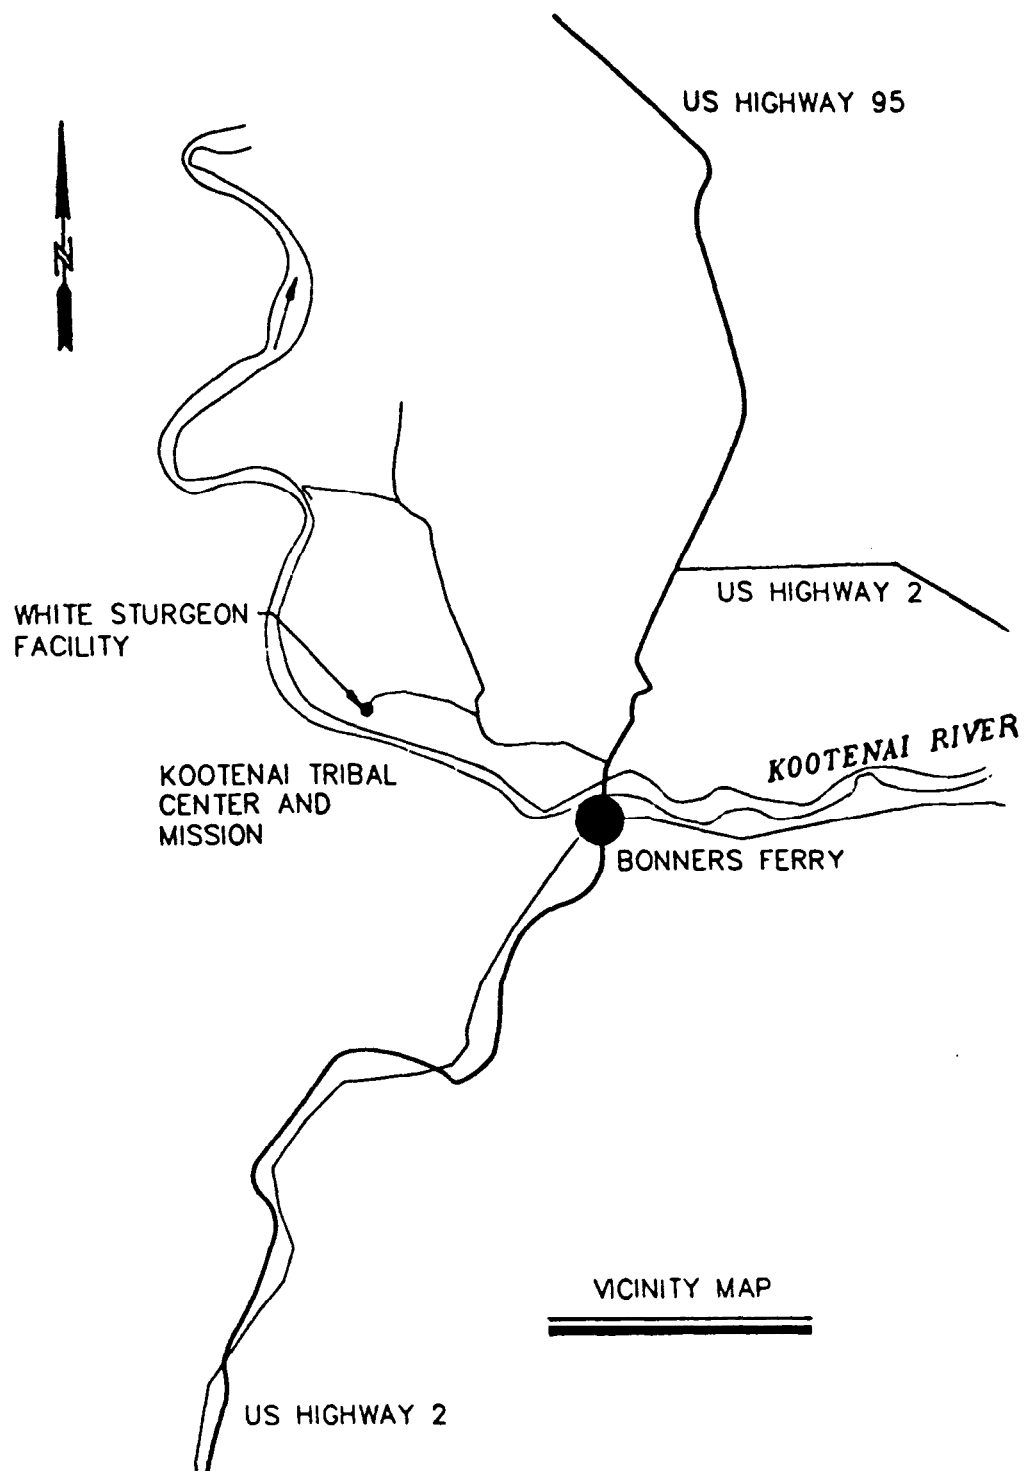 US HIGHWAY 95
N
US HIGHWAY 2
WHITE STURGEON
FACILITY
KOOTENAI RIVER
KOOTENAI TRIBAL
CENTER AND
MISSION
BONNERS FERRY
VICINITY MAP
US HIGHWAY 2